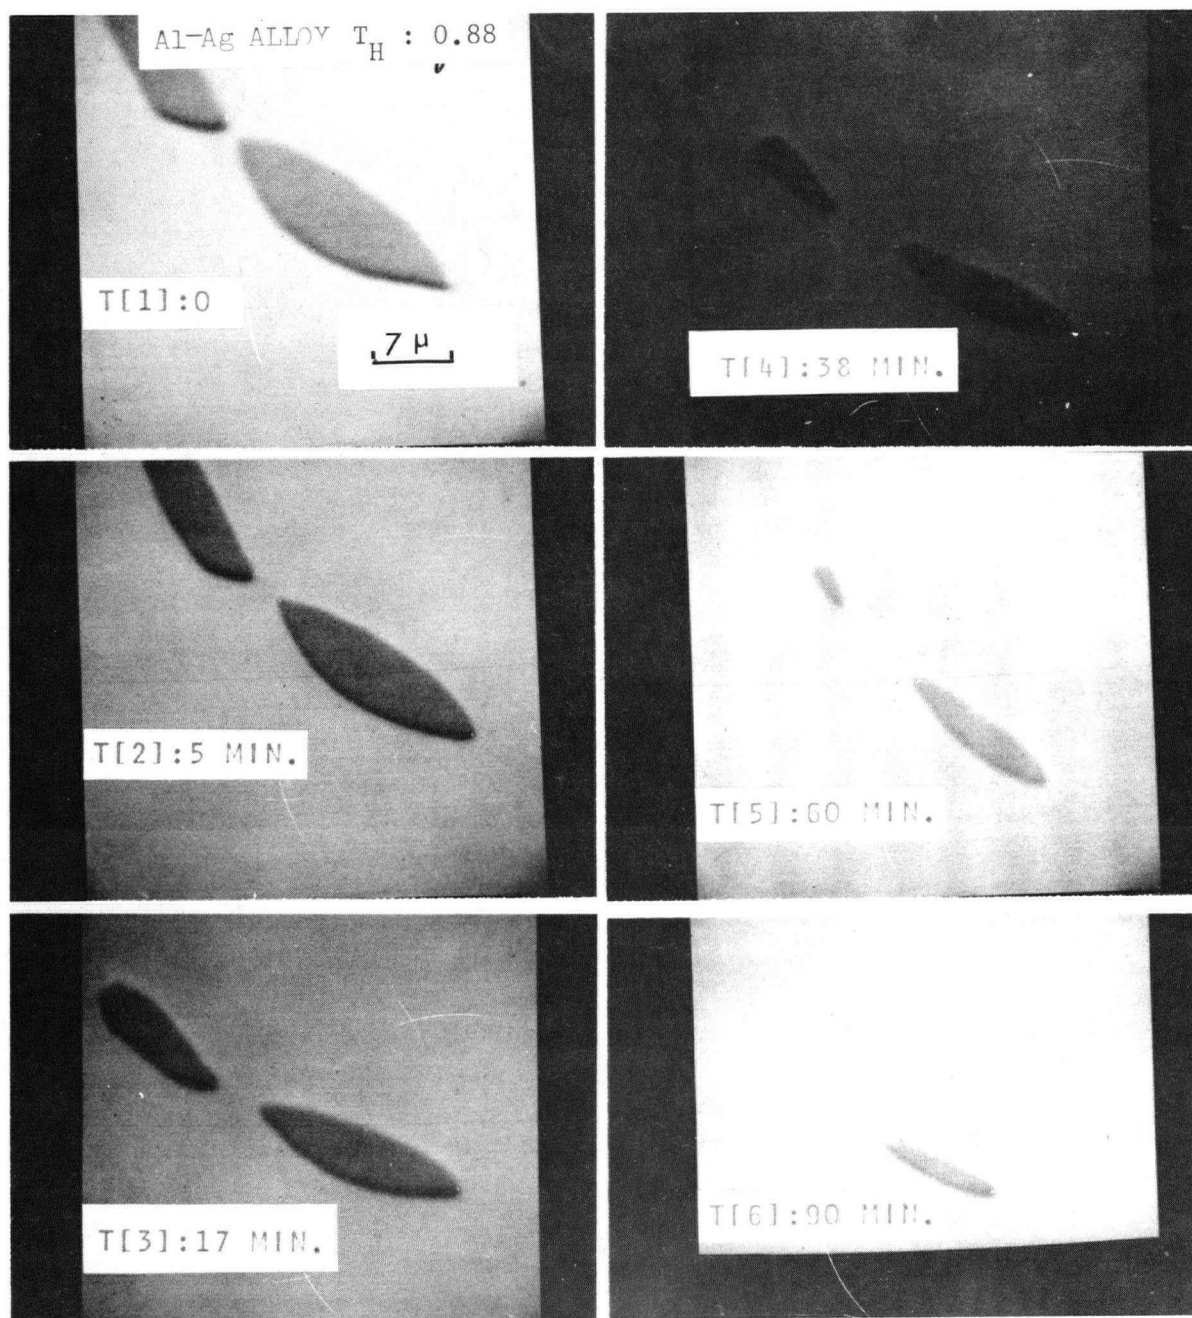 Al-Ag ALLOY T_H : 0.88
T[1]:0
7 μ
T[2]:5 MIN.
T[3]:17 MIN.
T[4]:38 MIN.
T[5]:60 MIN.
T[6]:90 MIN.